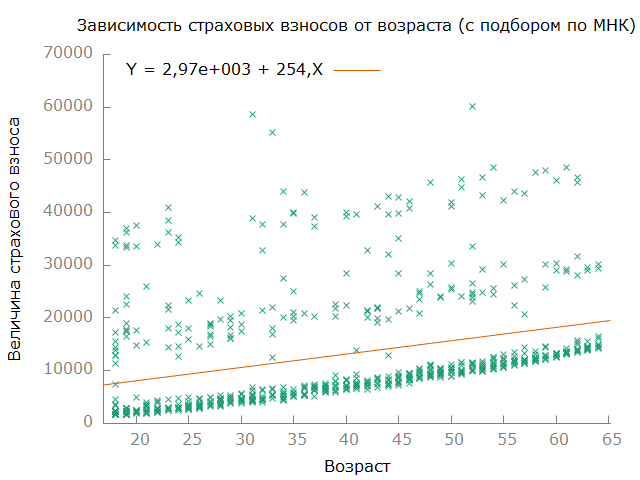 Зависимость страховых взносов от возраста (с подбором по МНК)
70000
Y = 2,97e+003 + 254,X
60000
50000
40000
30000
20000
10000
0
Величина страхового взноса
20 25 30 35 40 45 50 55 60 65
Возраст